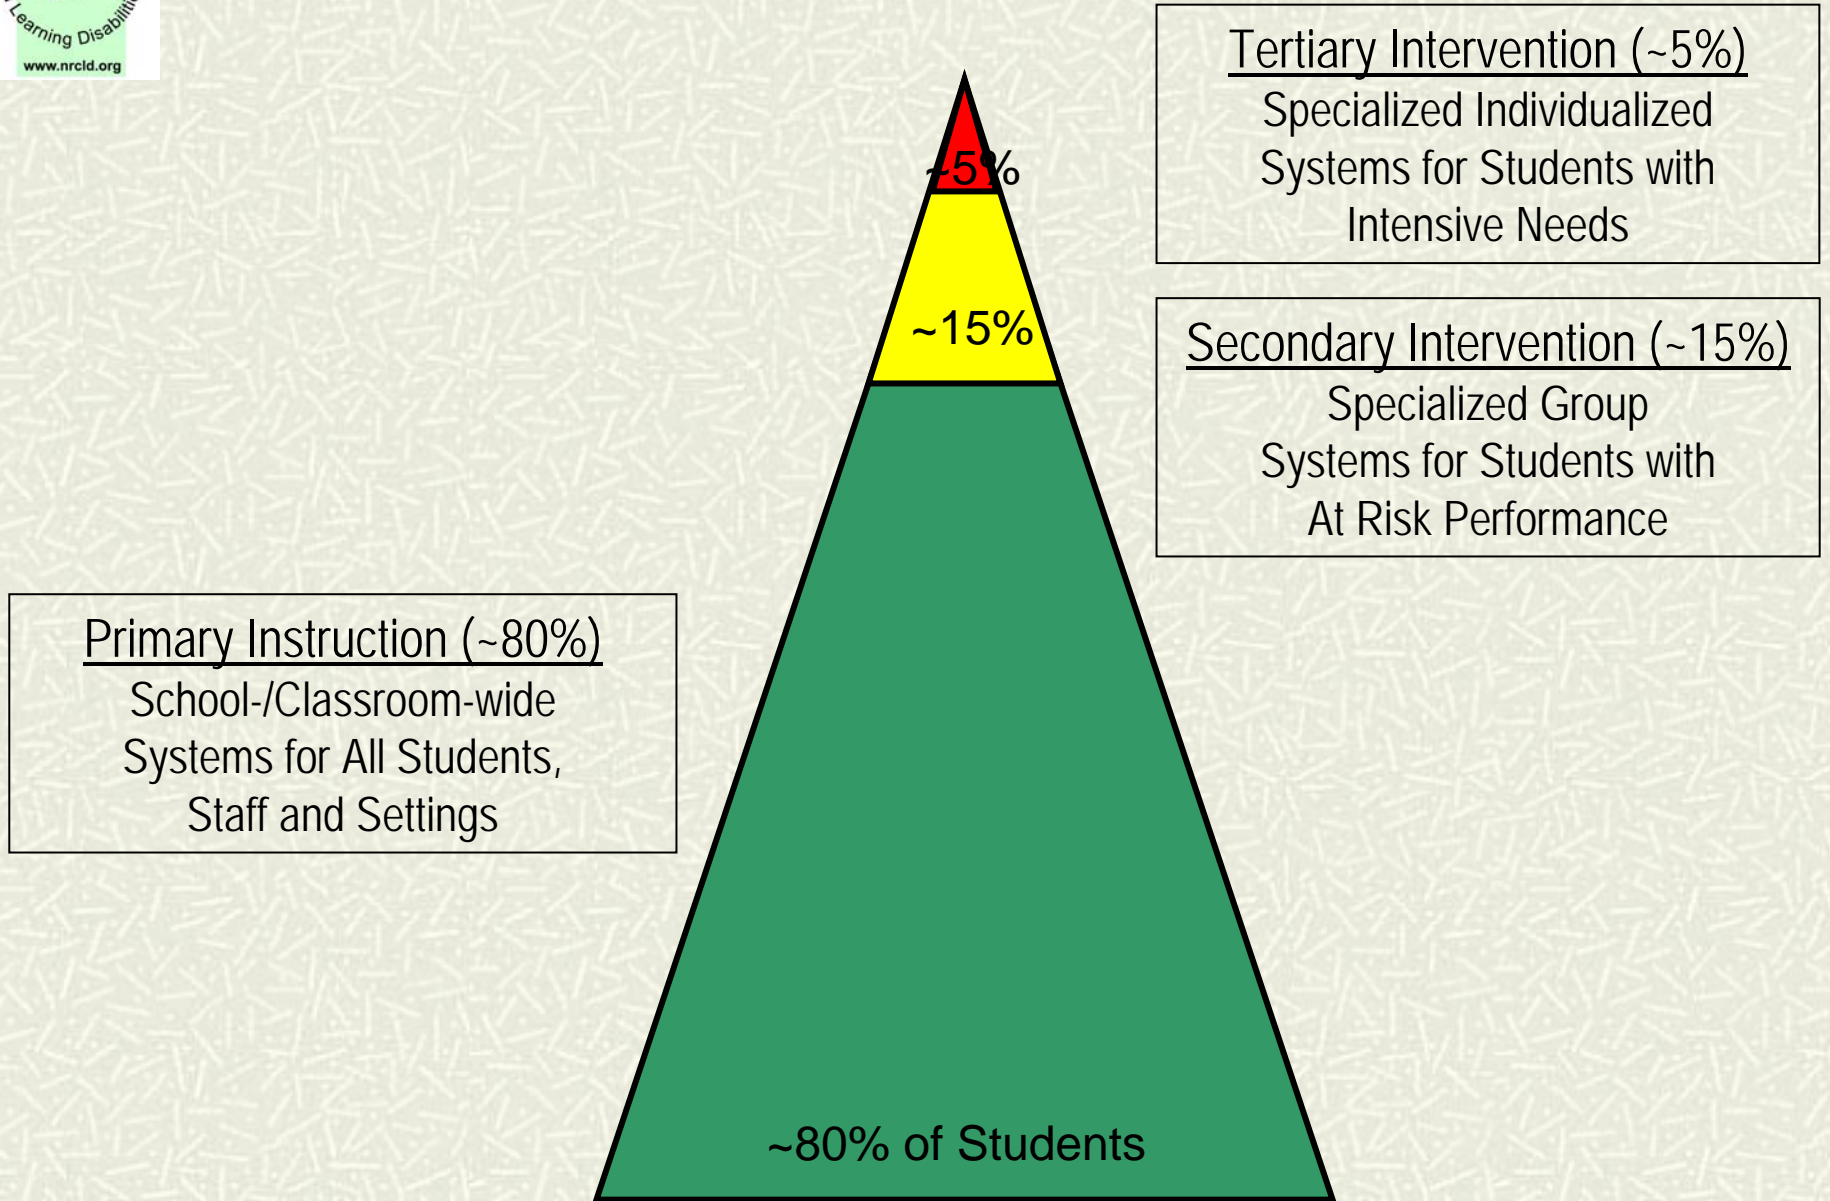 Learning
www.nrcld.org
Tertiary Intervention (~5%)
Specialized Individualized
Systems for Students with
Intensive Needs
~5%
~15%
Secondary Intervention (~15%)
Specialized Group
Systems for Students with
At Risk Performance
Primary Instruction (~80%)
School-/Classroom-wide
Systems for All Students,
Staff and Settings
~80% of Students